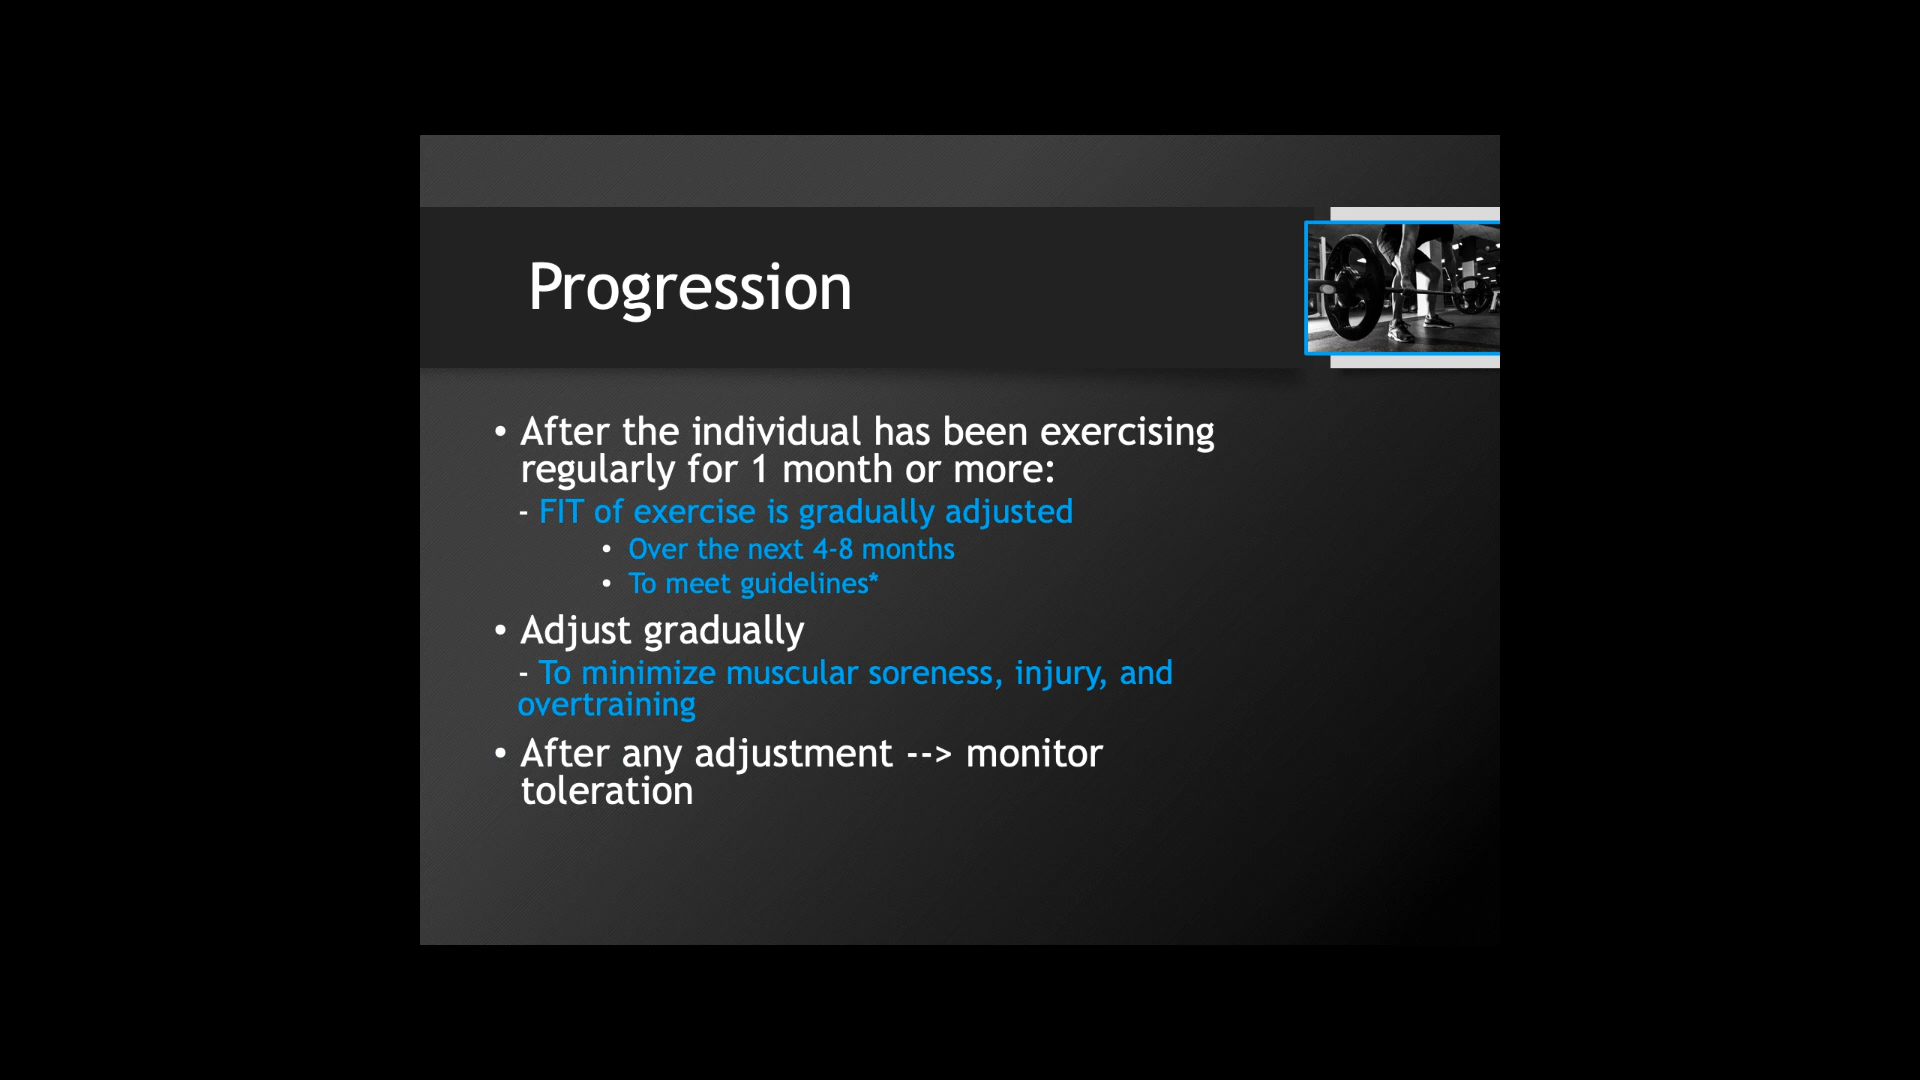 Progression
• After the individual has been exercising
regularly for 1 month or more:
- FIT of exercise is gradually adjusted
• Over the next 4-8 months
• To meet guidelines*
• Adjust gradually
- To minimize muscular soreness, injury, and
overtraining
• After any adjustment --> monitor
toleration